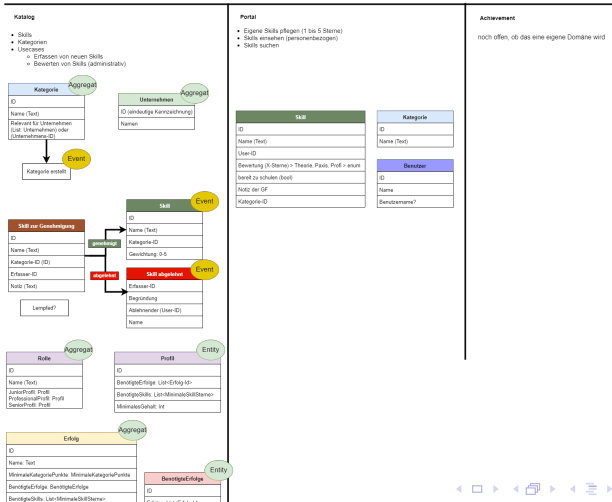 Katalog
Skills
Kategorien
Usecases
Erfassen von neuen Skills
Bewerten von Skills (administrativ)
Kategorie
Aggregat
ID
Name (Text)
Relevant für Unternehmen
(List: Unternehmen) oder
(Unternehmens-ID)
Unternehmen
Aggregat
ID (eindeutige Kennzeichnung)
Namen
Event
Kategorie erstellt
Skill zur Genehmigung
ID
Name (Text)
Kategorie-ID (ID)
Erfasser-ID
Notiz (Text)
genehmigt
abgelehnt
Skill
Event
ID
Name (Text)
Kategorie-ID
Gewichtung: 0-5
Skill abgelehnt
Event
Erfasser-ID
Begründung
Ablehnender (User-ID)
Name
Lernpfad?
Rolle
Aggregat
ID
Name (Text)
JuniorProfil: Profil
ProfessionalProfil: Profil
SeniorProfil: Profil
Profil
Entity
ID
BenötigteErfolge: List<Erfolg-Id>
BenötigteSkills: List<MinimaleSkillSterne>
MinimalesGehalt: Int
Erfolg
Aggregat
ID
Name: Text
MinimaleKategoriePunkte: MinimaleKategoriePunkte
BenötigteErfolge: BenötigteErfolge
BenötigteSkills: List<MinimaleSkillSterne>
BenötigteErfolge
Entity
ID
Portal
Eigene Skills pflegen (1 bis 5 Sterne)
Skills einsehen (personenbezogen)
Skills suchen
Skill
ID
Name (Text)
User-ID
Bewertung (X-Sterne) > Theorie, Paxis, Profi > enum
bereit zu schulen (bool)
Notiz der GF
Kategorie-ID
Kategorie
ID
Name (Text)
Benutzer
ID
Name
Benutzername?
Achievement
noch offen, ob das eine eigene Domäne wird